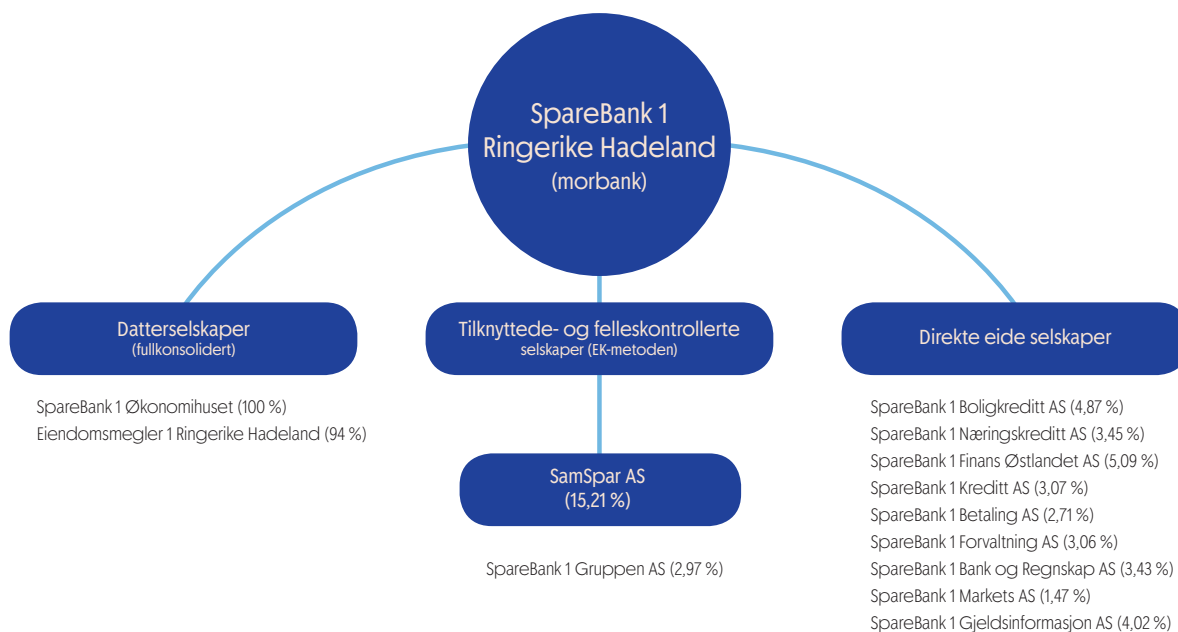 SpareBank 1
Ringerike Hadeland
(morbank)
Datterselskaper
(fullkonsolidert)
SpareBank 1 Økonomihuset (100 %)
Eiendomsmegler 1 Ringerike Hadeland (94 %)
Tilknyttede- og felleskontrollerte
selskaper (EK-metoden)
SamSpar AS
(15,21 %)
SpareBank 1 Gruppen AS (2,97 %)
Direkte eide selskaper
SpareBank 1 Boligkreditt AS (4,87 %)
SpareBank 1 Næringskreditt AS (3,45 %)
SpareBank 1 Finans Østlandet AS (5,09 %)
SpareBank 1 Kreditt AS (3,07 %)
SpareBank 1 Betaling AS (2,71 %)
SpareBank 1 Forvaltning AS (3,06 %)
SpareBank 1 Bank og Regnskap AS (3,43 %)
SpareBank 1 Markets AS (1,47 %)
SpareBank 1 Gjeldsinformasjon AS (4,02 %)